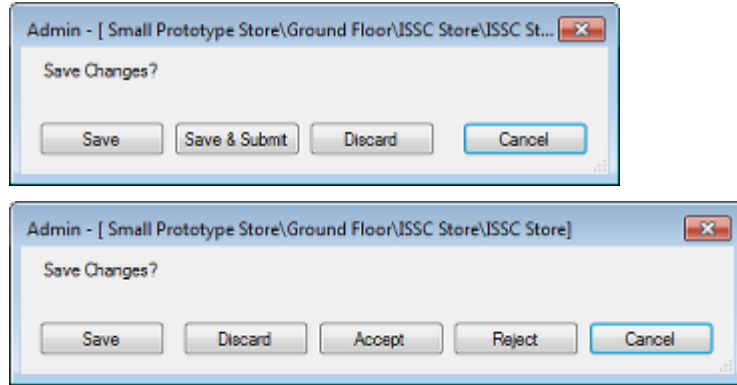 Admin - [ Small Prototype Store\Ground Floor\ISSC Store\ISSC St...
Save Changes?
Save Save & Submit Discard Cancel
Admin - [ Small Prototype Store\Ground Floor\ISSC Store\ISSC Store]
Save Changes?
Save Discard Accept Reject Cancel